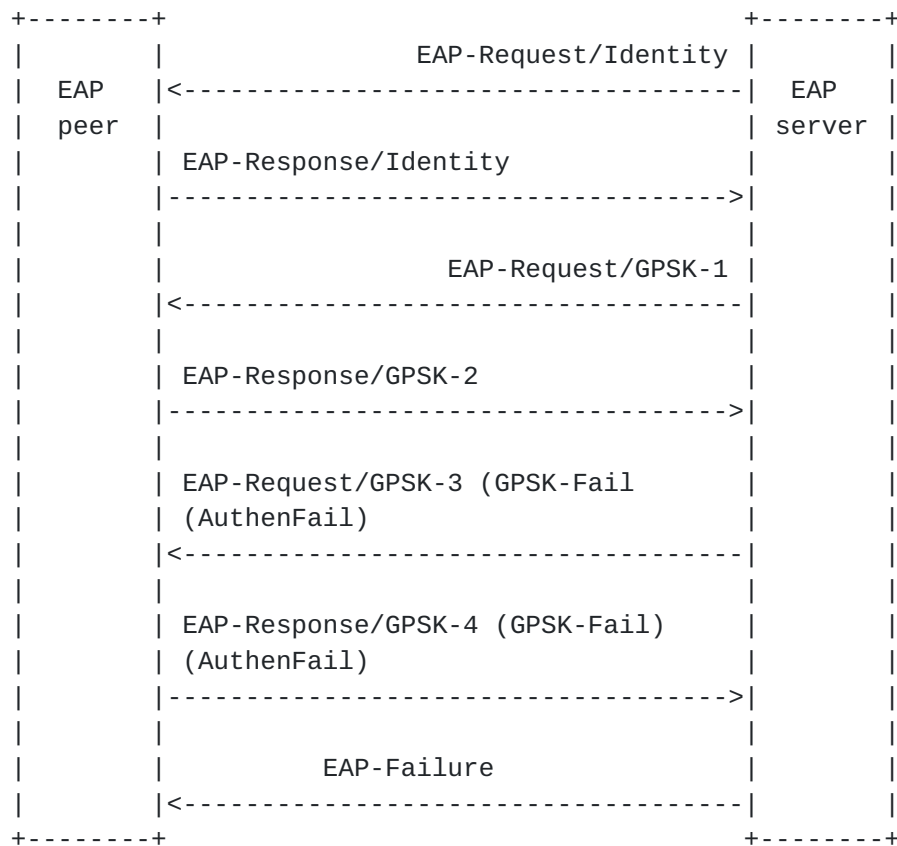 EAP-Request/Identity
EAP EAP
peer server
EAP-Response/Identity
EAP-Request/GPSK-1
EAP-Response/GPSK-2
EAP-Request/GPSK-3 (GPSK-Fail
(AuthenFail)
EAP-Response/GPSK-4 (GPSK-Fail)
(AuthenFail)
EAP-Failure